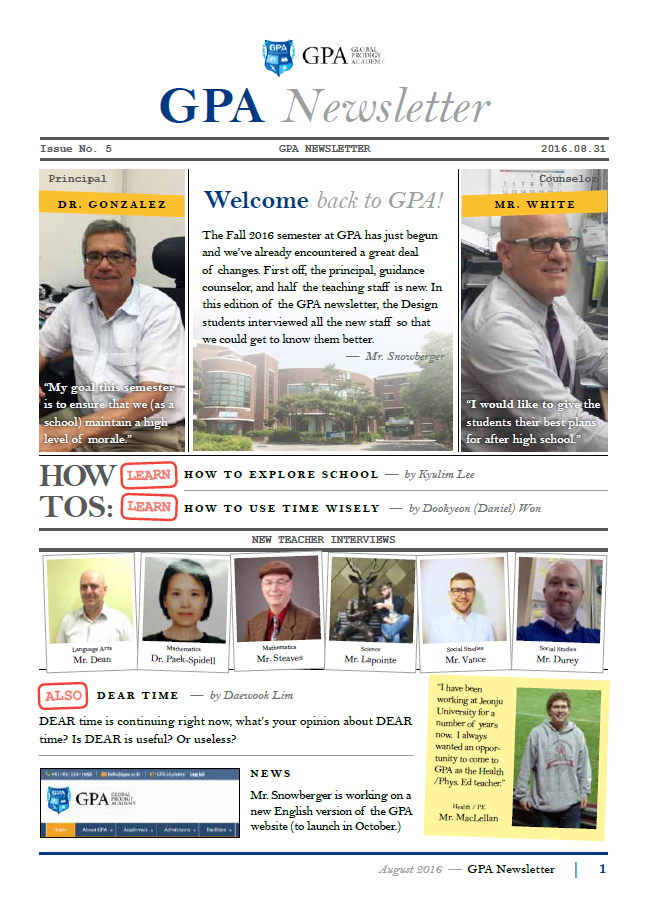 GPA
GPA GLOBAL
PRODIGY
ACADEMY
GPA Newsletter
Issue No. 5 GPA NEWSLETTER 2016.08.31
Principal
DR. GONZALEZ
"My goal this semester
is to ensure that we (as a
school) maintain a high
level of morale."
Welcome back to GPA!
The Fall 2016 semester at GPA has just begun
and we've already encountered a great deal
of changes. First off, the principal, guidance
counselor, and half the teaching staff is new. In
this edition of the GPA newsletter, the Design
students interviewed all the new staff so that
we could get to know them better.
— Mr. Snowberger
Counselor
MR. WHITE
"I would like to give the
students their best plans
for after high school."
HOW
TOS:
LEARN HOW TO EXPLORE SCHOOL — by Kyulim Lee
LEARN HOW TO USE TIME WISELY — by Dookyeon (Daniel) Won
NEW TEACHER INTERVIEWS
Language Arts
Mr. Dean
Mathematics
Dr. Paek-Spidell
Mathematics
Mr. Steaves
Science
Mr. Lapointe
Social Studies
Mr. Vance
Social Studies
Mr. Durey
ALSO DEAR TIME — by Daewook Lim
DEAR time is continuing right now, what's your opinion about DEAR
time? Is DEAR is useful? Or useless?
"I have been
working at Jeonju
University for a
number of years
now. I always
wanted an oppor-
tunity to come to
GPA as the Health
/Phys. Ed teacher."
Health / PE
Mr. MacLellan
GPA GLOBAL
PRODIGY
ACADEMY
Home About GPA Academics Admissions Facilities
NEWS
Mr. Snowberger is working on a
new English version of the GPA
website (to launch in October.)
August 2016 — GPA Newsletter | 1